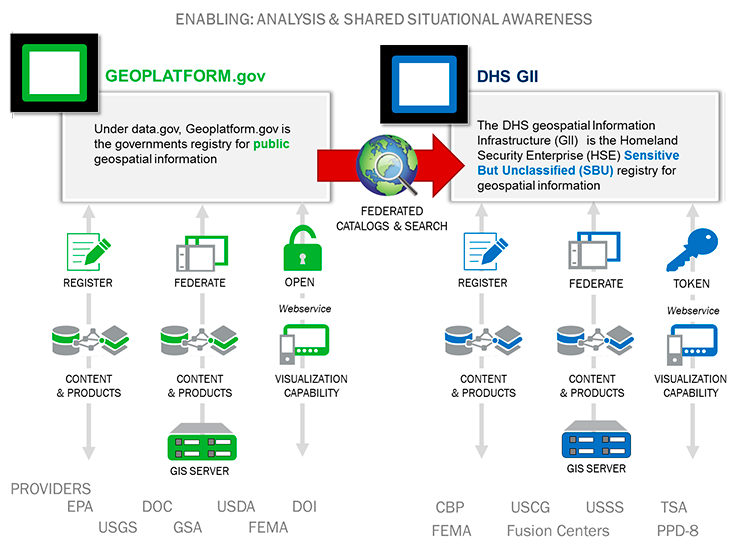 ENABLING: ANALYSIS & SHARED SITUATIONAL AWARENESS
GEOPLATFORM.gov
Under data.gov, Geoplatform.gov is
the governments registry for public
geospatial information
DHS GII
The DHS geospatial Information
Infrastructure (GII) is the Homeland
Security Enterprise (HSE) Sensitive
But Unclassified (SBU) registry for
geospatial information
FEDERATED
CATALOGS & SEARCH
REGISTER
FEDERATE
OPEN
REGISTER
FEDERATE
TOKEN
Webservice
Webservice
CONTENT
& PRODUCTS
CONTENT
& PRODUCTS
VISUALIZATION
CAPABILITY
CONTENT
& PRODUCTS
CONTENT
& PRODUCTS
VISUALIZATION
CAPABILITY
GIS SERVER
GIS SERVER
PROVIDERS
EPA DOC USDA DOI
USGS GSA FEMA
CBP USCG USSS TSA
FEMA Fusion Centers PPD-8